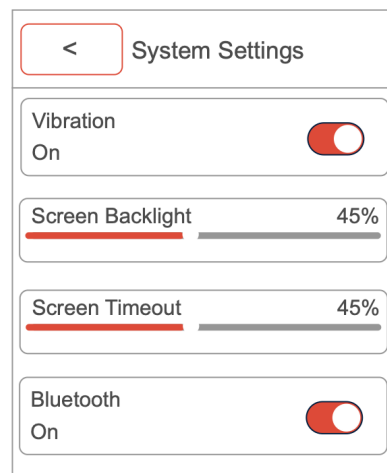 < System Settings
Vibration
On
Screen Backlight 45%
Screen Timeout 45%
Bluetooth
On